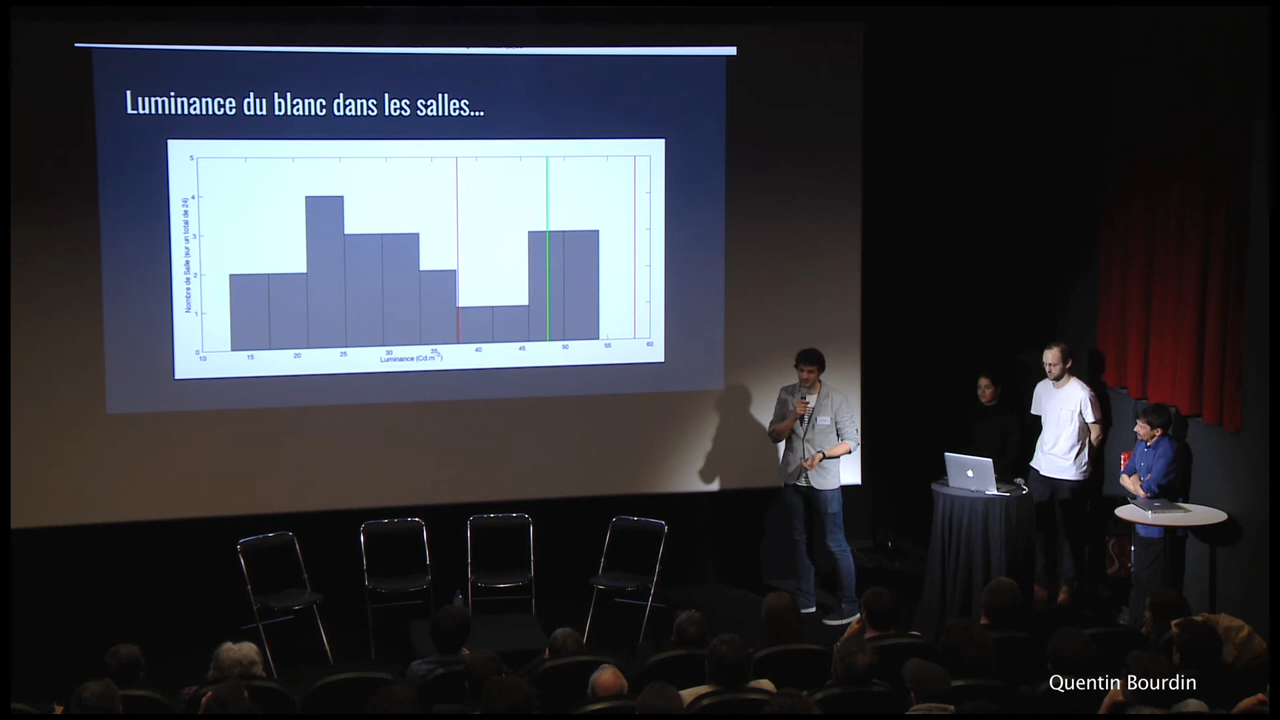 Luminance du blanc dans les salles...
Nombre de Salle (sur un total de 24)
5
4
3
2
1
0
10 15 20 25 30 35 40 45 50 55 60
Luminance (Cd.m⁻²)
Quentin Bourdin